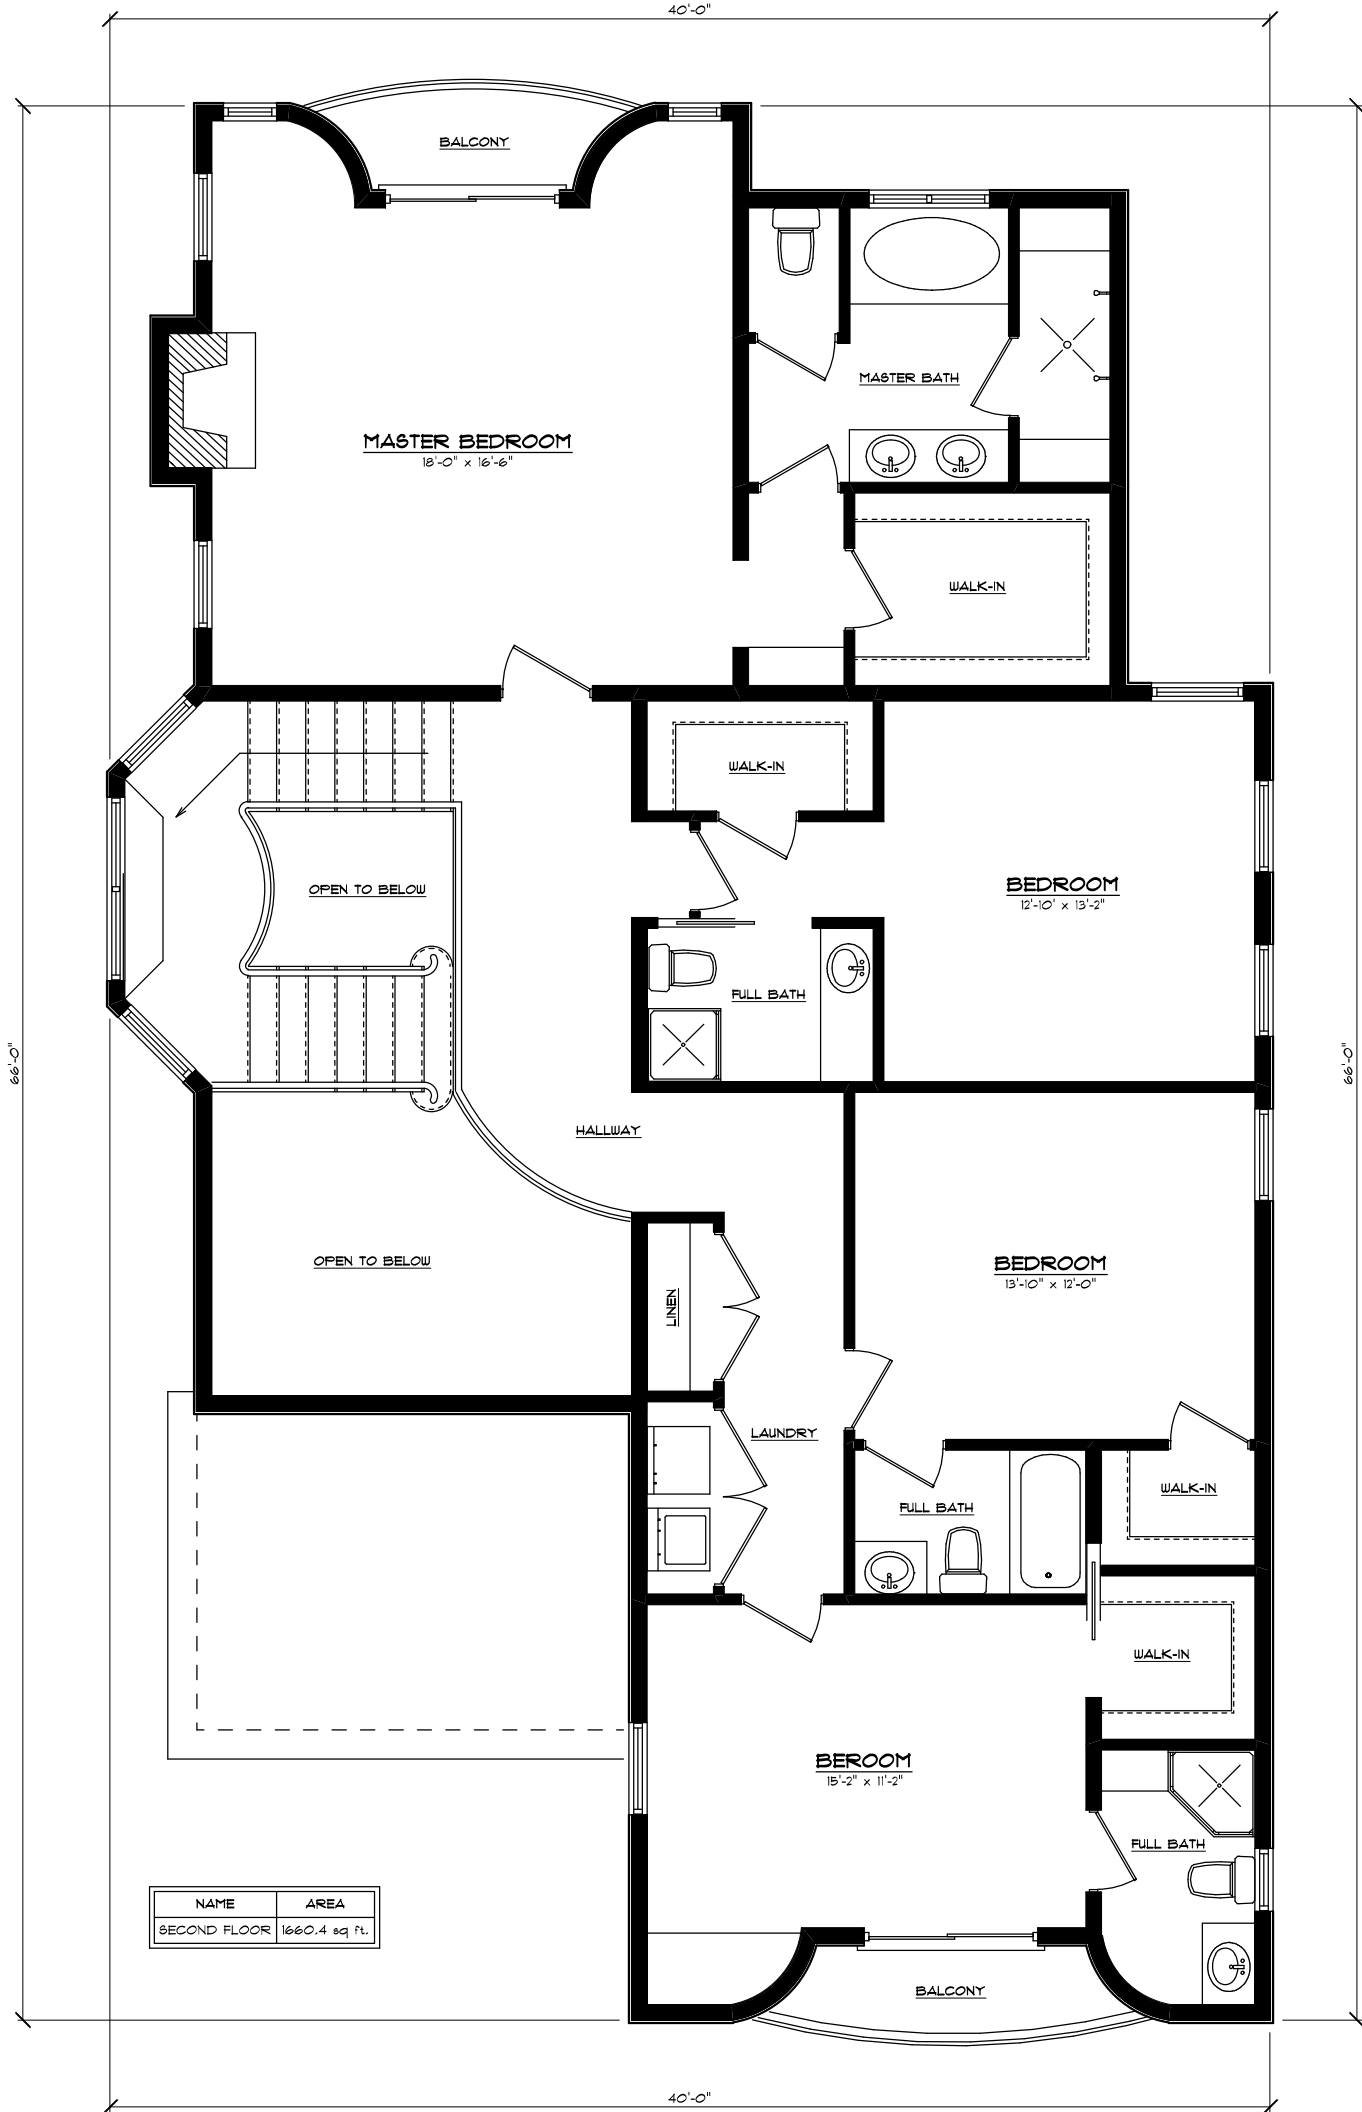 40'-0"
BALCONY
MASTER BATH
MASTER BEDROOM
18'-0" x 16'-6"
WALK-IN
WALK-IN
OPEN TO BELOW
BEDROOM
12'-10' x 13'-2"
FULL BATH
66'-0"
66'-0"
HALLWAY
OPEN TO BELOW
BEDROOM
13'-10" x 12'-0"
LINEN
LAUNDRY
WALK-IN
FULL BATH
WALK-IN
BEROOM
15'-2" x 11'-2"
FULL BATH
NAME AREA
SECOND FLOOR 1660.4 sq ft.
BALCONY
40'-0"